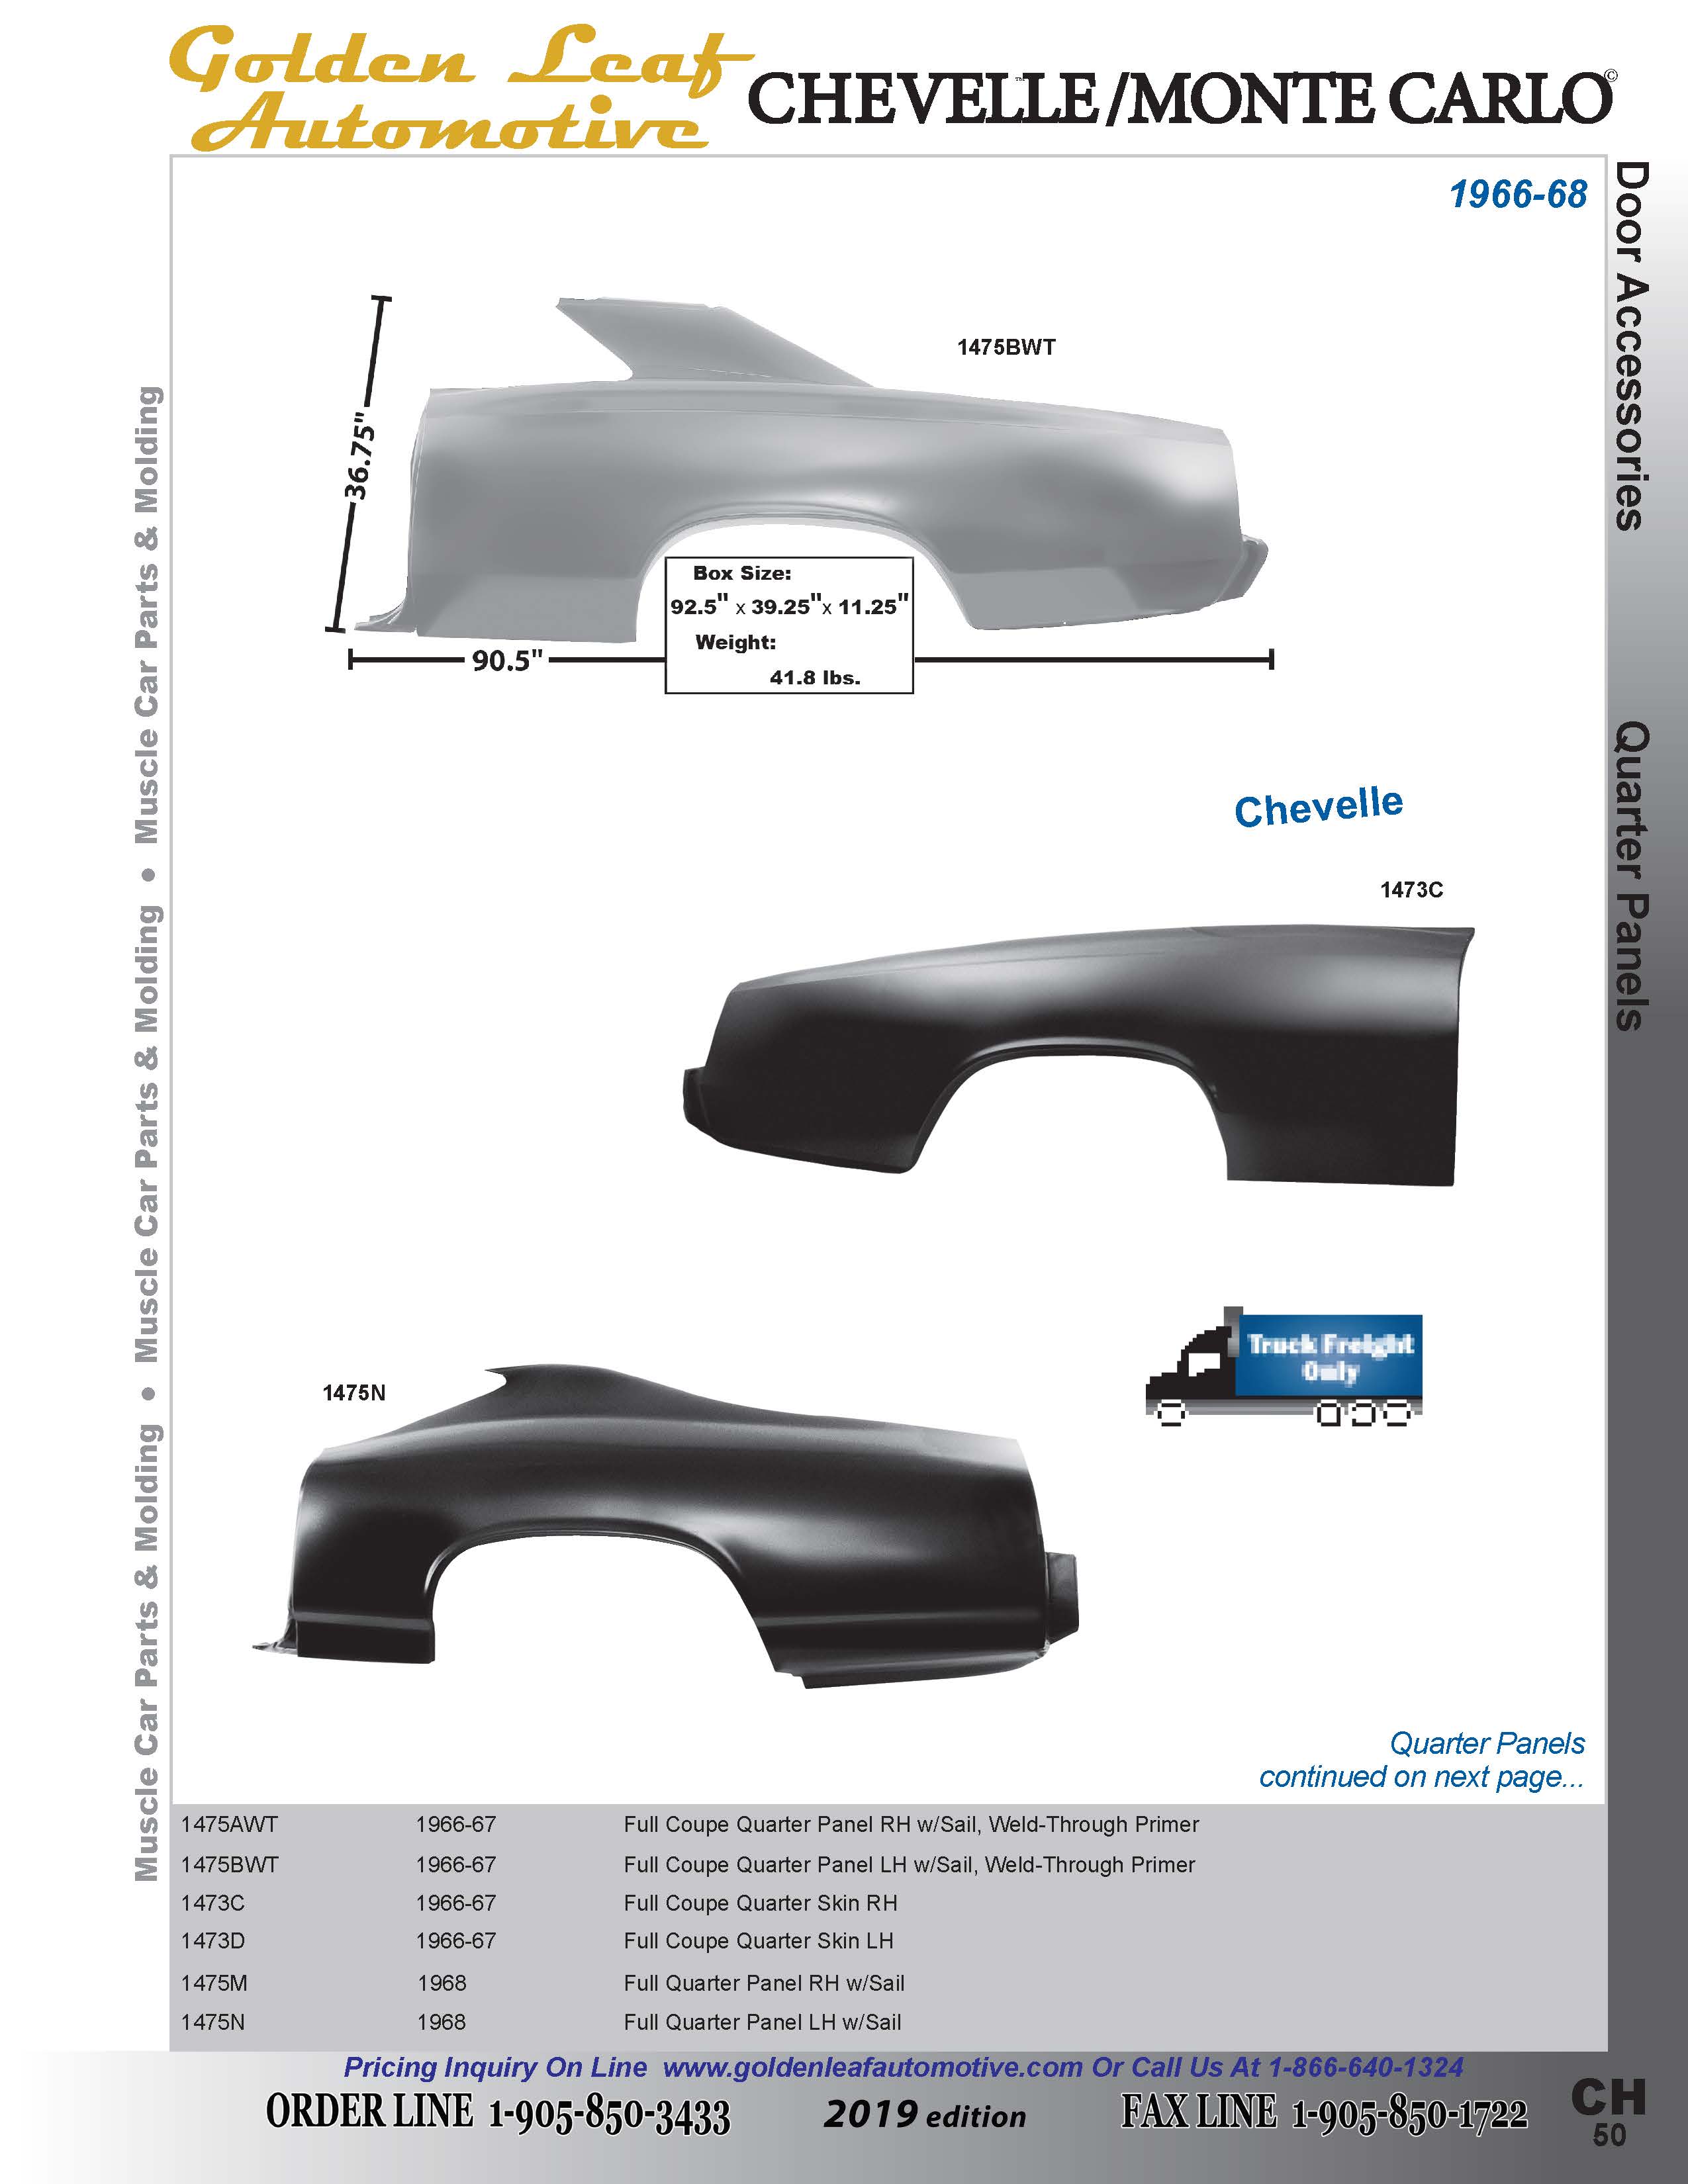 Golden Leaf
Automotive
CHEVELLE/MONTE CARLO©
™
1966-68
Door Accessories
Quarter Panels
Muscle Car Parts & Molding • Muscle Car Parts & Molding • Muscle Car Parts & Molding
1475BWT
36.75"
Box Size:
92.5" x 39.25"x 11.25"
Weight:
41.8 lbs.
90.5"
Chevelle
1473C
Truck Freight
Only
1475N
Quarter Panels
continued on next page...
1475AWT 1966-67 Full Coupe Quarter Panel RH w/Sail, Weld-Through Primer
1475BWT 1966-67 Full Coupe Quarter Panel LH w/Sail, Weld-Through Primer
1473C 1966-67 Full Coupe Quarter Skin RH
1473D 1966-67 Full Coupe Quarter Skin LH
1475M 1968 Full Quarter Panel RH w/Sail
1475N 1968 Full Quarter Panel LH w/Sail
Pricing Inquiry On Line www.goldenleafautomotive.com Or Call Us At 1-866-640-1324
ORDER LINE 1-905-850-3433 2019 edition FAX LINE 1-905-850-1722
CH
50